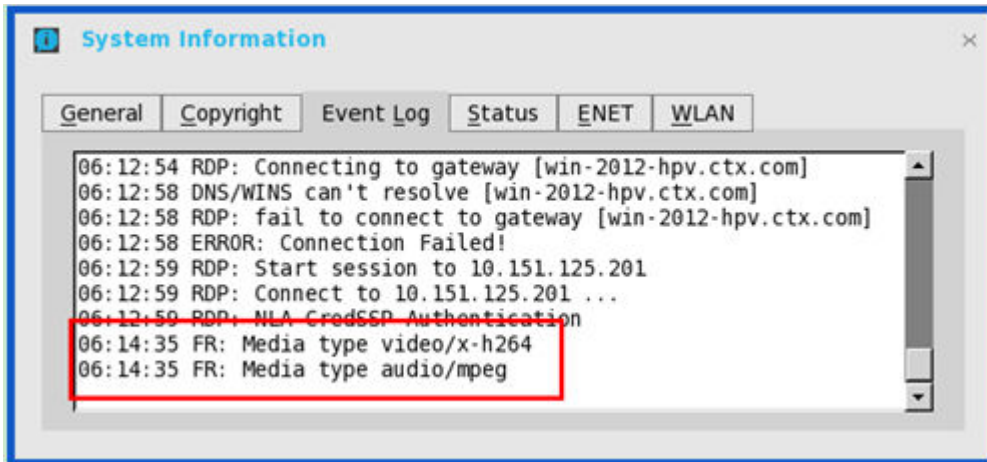 System Information
General Copyright Event Log Status ENET WLAN
06:12:54 RDP: Connecting to gateway [win-2012-hpv.ctx.com]
06:12:58 DNS/WINS can't resolve [win-2012-hpv.ctx.com]
06:12:58 RDP: fail to connect to gateway [win-2012-hpv.ctx.com]
06:12:58 ERROR: Connection Failed!
06:12:59 RDP: Start session to 10.151.125.201
06:12:59 RDP: Connect to 10.151.125.201 ...
06:12:59 RDP: NLA CredSSP Authentication
06:14:35 FR: Media type video/x-h264
06:14:35 FR: Media type audio/mpeg